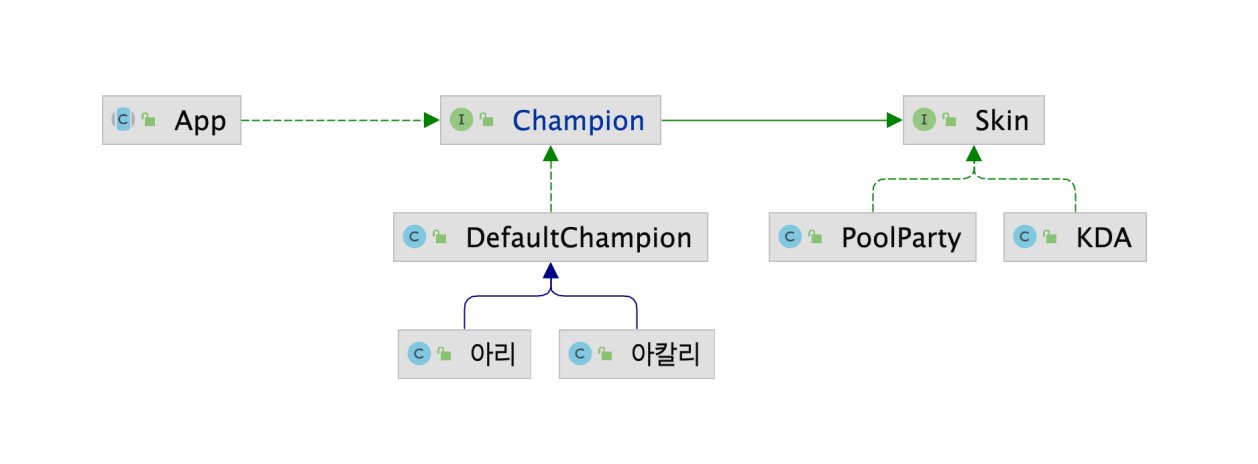 C App
I Champion
I Skin
C DefaultChampion
C PoolParty
C KDA
C 아리
C 아칼리